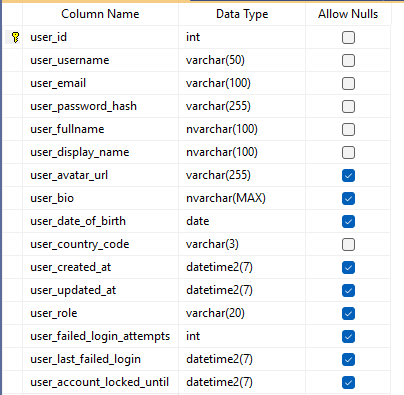 Column Name Data Type Allow Nulls
user_id int
user_username varchar(50)
user_email varchar(100)
user_password_hash varchar(255)
user_fullname nvarchar(100)
user_display_name nvarchar(100)
user_avatar_url varchar(255)
user_bio nvarchar(MAX)
user_date_of_birth date
user_country_code varchar(3)
user_created_at datetime2(7)
user_updated_at datetime2(7)
user_role varchar(20)
user_failed_login_attempts int
user_last_failed_login datetime2(7)
user_account_locked_until datetime2(7)